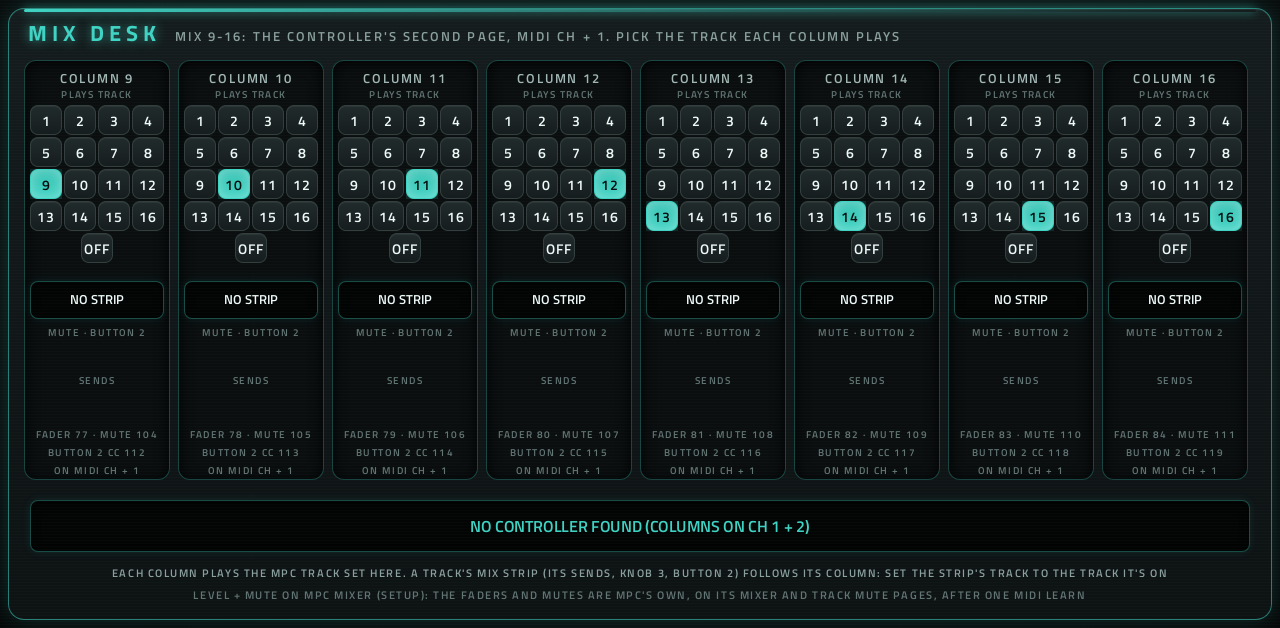 MIX DESK MIX 9-16: THE CONTROLLER'S SECOND PAGE, MIDI CH + 1. PICK THE TRACK EACH COLUMN PLAYS
COLUMN 9 COLUMN 10 COLUMN 11 COLUMN 12 COLUMN 13 COLUMN 14 COLUMN 15 COLUMN 16
PLAYS TRACK PLAYS TRACK PLAYS TRACK PLAYS TRACK PLAYS TRACK PLAYS TRACK PLAYS TRACK PLAYS TRACK
1 2 3 4 1 2 3 4 1 2 3 4 1 2 3 4 1 2 3 4 1 2 3 4 1 2 3 4 1 2 3 4
5 6 7 8 5 6 7 8 5 6 7 8 5 6 7 8 5 6 7 8 5 6 7 8 5 6 7 8 5 6 7 8
9 10 11 12 9 10 11 12 9 10 11 12 9 10 11 12 9 10 11 12 9 10 11 12 9 10 11 12 9 10 11 12
13 14 15 16 13 14 15 16 13 14 15 16 13 14 15 16 13 14 15 16 13 14 15 16 13 14 15 16 13 14 15 16
OFF OFF OFF OFF OFF OFF OFF OFF
NO STRIP NO STRIP NO STRIP NO STRIP NO STRIP NO STRIP NO STRIP NO STRIP
MUTE · BUTTON 2 MUTE · BUTTON 2 MUTE · BUTTON 2 MUTE · BUTTON 2 MUTE · BUTTON 2 MUTE · BUTTON 2 MUTE · BUTTON 2 MUTE · BUTTON 2
SENDS SENDS SENDS SENDS SENDS SENDS SENDS SENDS
FADER 77 · MUTE 104 FADER 78 · MUTE 105 FADER 79 · MUTE 106 FADER 80 · MUTE 107 FADER 81 · MUTE 108 FADER 82 · MUTE 109 FADER 83 · MUTE 110 FADER 84 · MUTE 111
BUTTON 2 CC 112 BUTTON 2 CC 113 BUTTON 2 CC 114 BUTTON 2 CC 115 BUTTON 2 CC 116 BUTTON 2 CC 117 BUTTON 2 CC 118 BUTTON 2 CC 119
ON MIDI CH + 1 ON MIDI CH + 1 ON MIDI CH + 1 ON MIDI CH + 1 ON MIDI CH + 1 ON MIDI CH + 1 ON MIDI CH + 1 ON MIDI CH + 1
NO CONTROLLER FOUND (COLUMNS ON CH 1 + 2)
EACH COLUMN PLAYS THE MPC TRACK SET HERE. A TRACK'S MIX STRIP (ITS SENDS, KNOB 3, BUTTON 2) FOLLOWS ITS COLUMN: SET THE STRIP'S TRACK TO THE TRACK IT'S ON
LEVEL + MUTE ON MPC MIXER (SETUP): THE FADERS AND MUTES ARE MPC'S OWN, ON ITS MIXER AND TRACK MUTE PAGES, AFTER ONE MIDI LEARN